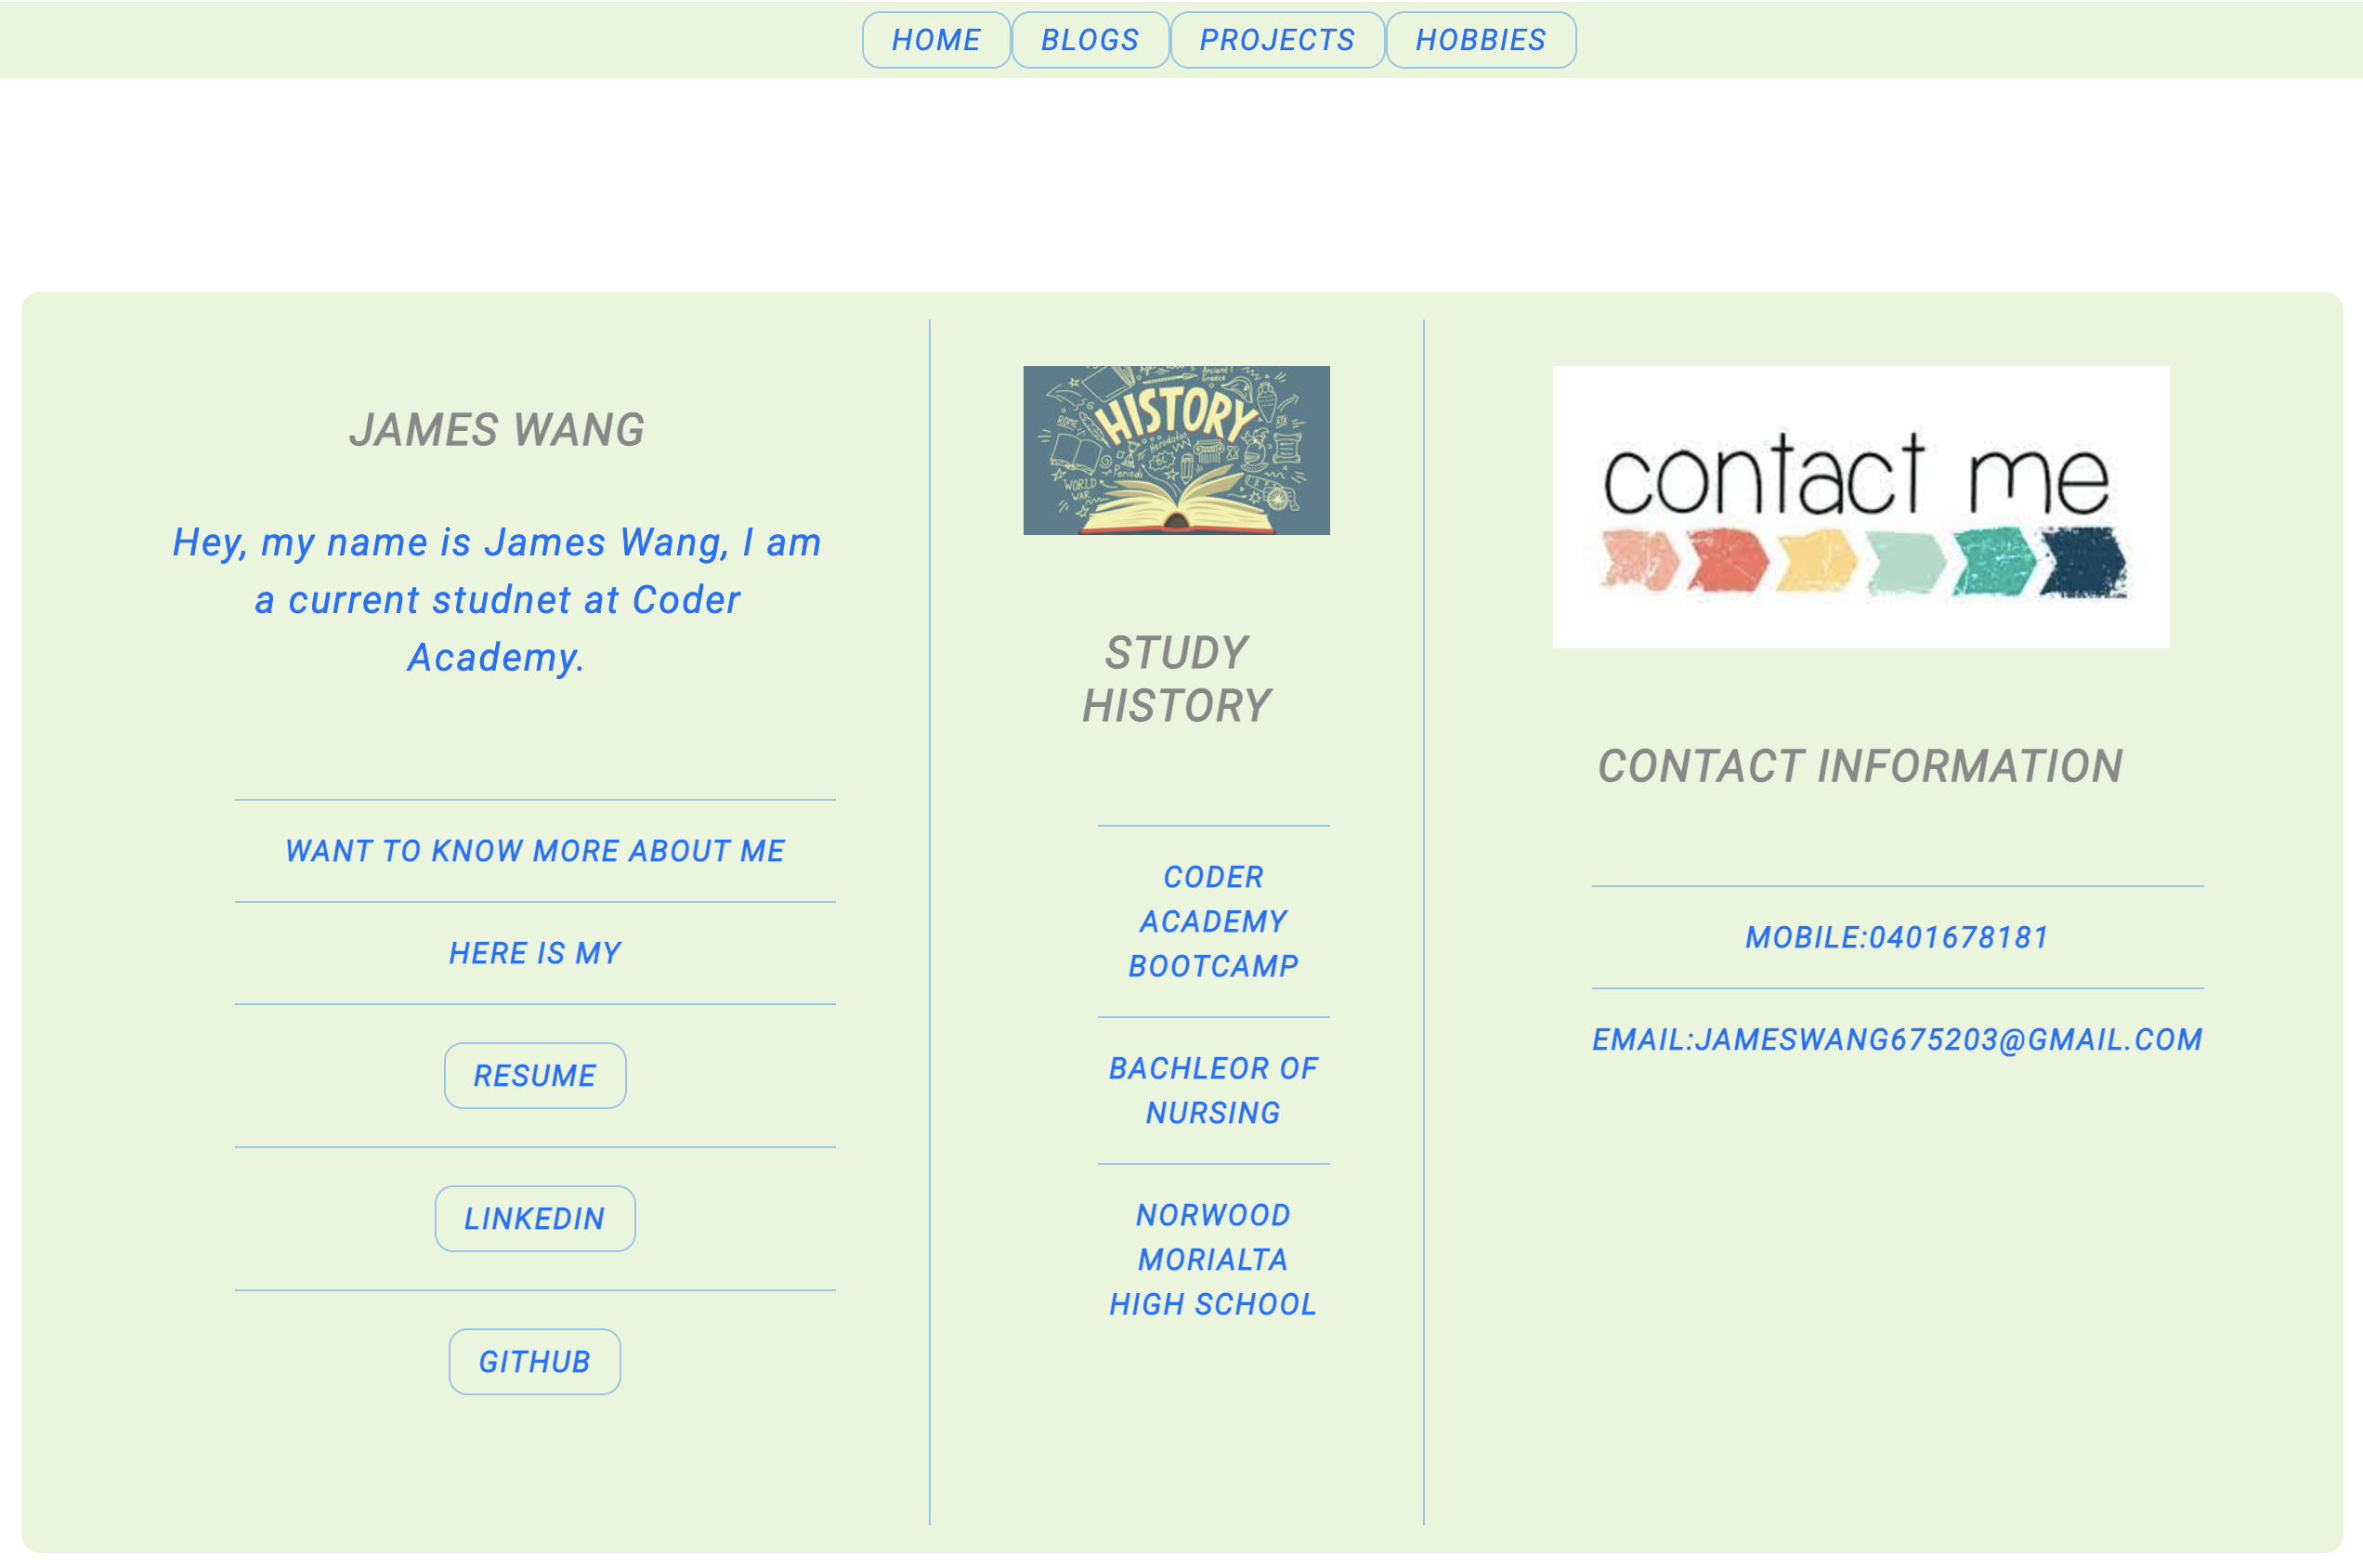 HOME BLOGS PROJECTS HOBBIES
JAMES WANG
Hey, my name is James Wang, I am
a current studnet at Coder
Academy.
WANT TO KNOW MORE ABOUT ME
HERE IS MY
RESUME
LINKEDIN
GITHUB
Ancient
Greece
HISTORY
ROME
Herodotus
XX
BC
Periods
WORLD
WAR
STUDY
HISTORY
CODER
ACADEMY
BOOTCAMP
BACHLEOR OF
NURSING
NORWOOD
MORIALTA
HIGH SCHOOL
contact me
CONTACT INFORMATION
MOBILE:0401678181
EMAIL:JAMESWANG675203@GMAIL.COM